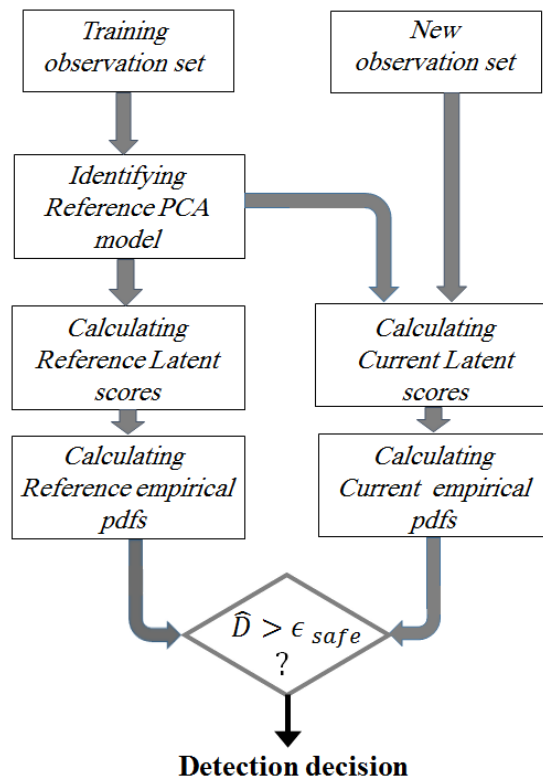 Training
observation set
New
observation set
Identifying
Reference PCA
model
Calculating
Reference Latent
scores
Calculating
Current Latent
scores
Calculating
Reference empirical
pdfs
Calculating
Current empirical
pdfs
D̂ > ϵ safe
?
Detection decision